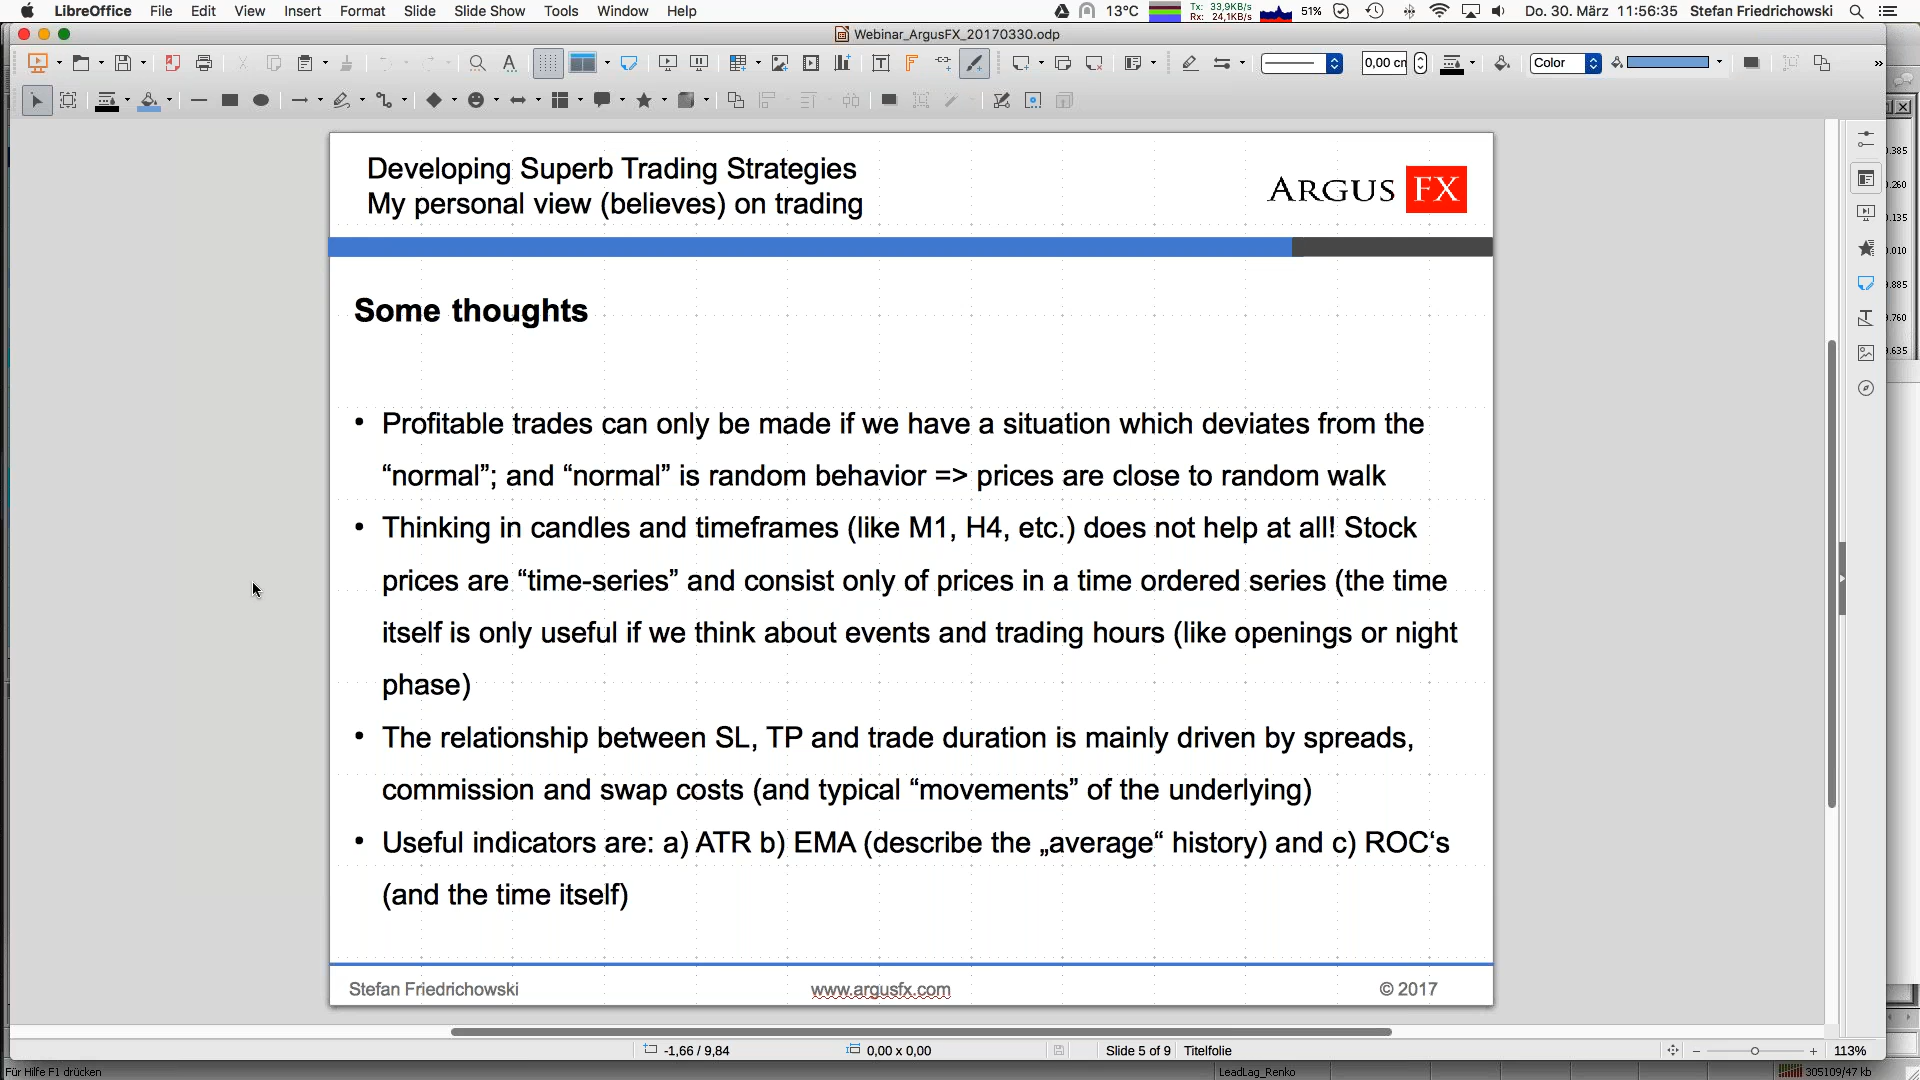 LibreOffice File Edit View Insert Format Slide Slide Show Tools Window Help 13°C Tx: 33,9KB/s Rx: 24,1KB/s 51% Do. 30. März 11:56:35 Stefan Friedrichowski
Webinar_ArgusFX_20170330.odp
0,00 cm Color
Developing Superb Trading Strategies
My personal view (believes) on trading
ARGUS FX
Some thoughts
• Profitable trades can only be made if we have a situation which deviates from the
“normal”; and “normal” is random behavior => prices are close to random walk
• Thinking in candles and timeframes (like M1, H4, etc.) does not help at all! Stock
prices are “time-series” and consist only of prices in a time ordered series (the time
itself is only useful if we think about events and trading hours (like openings or night
phase)
• The relationship between SL, TP and trade duration is mainly driven by spreads,
commission and swap costs (and typical “movements” of the underlying)
• Useful indicators are: a) ATR b) EMA (describe the „average“ history) and c) ROC‘s
(and the time itself)
Stefan Friedrichowski www.argusfx.com © 2017
-1,66 / 9,84 0,00 x 0,00 Slide 5 of 9 Titelfolie 113%
Für Hilfe F1 drücken LeadLag_Renko 305109/47 kb
.385
.260
.135
.010
.885
.760
.635